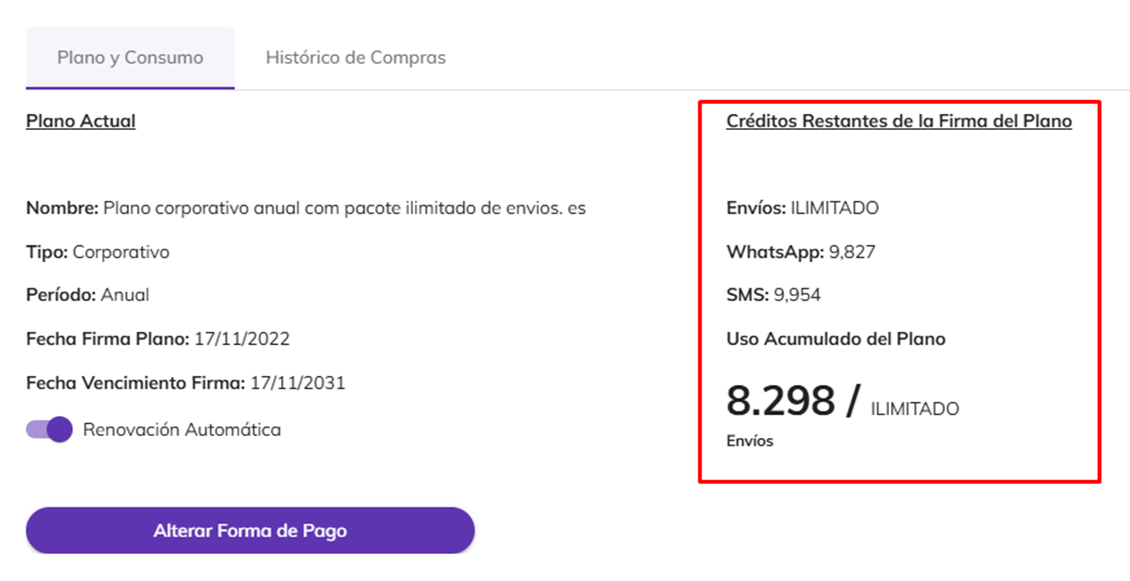 Plano y Consumo
Histórico de Compras
Plano Actual
Nombre: Plano corporativo anual com pacote ilimitado de envios. es
Tipo: Corporativo
Período: Anual
Fecha Firma Plano: 17/11/2022
Fecha Vencimiento Firma: 17/11/2031
Renovación Automática
Alterar Forma de Pago
Créditos Restantes de la Firma del Plano
Envíos: ILIMITADO
WhatsApp: 9,827
SMS: 9,954
Uso Acumulado del Plano
8.298 / ILIMITADO
Envíos